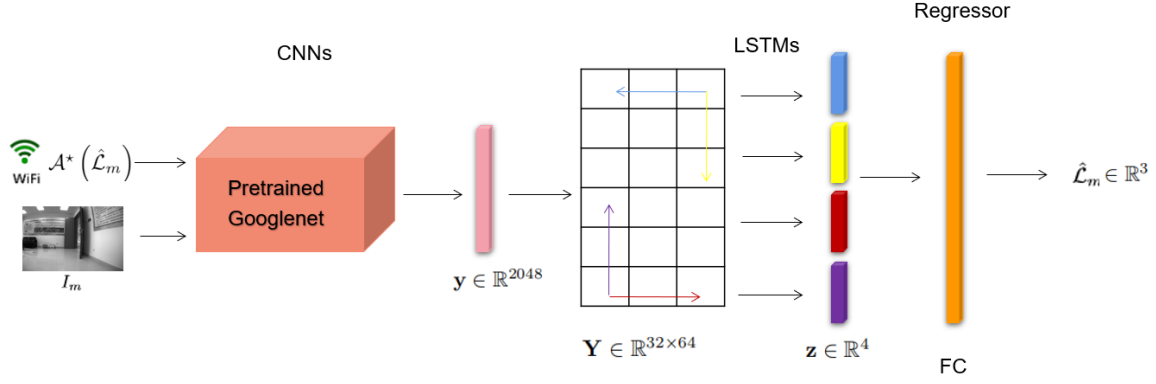 Regressor
CNNs
LSTMs
WiFi
𝒜⋆ (ℒ̂ₘ)
Pretrained
Googlenet
ℒ̂ₘ ∈ ℝ³
Iₘ
y ∈ ℝ²⁰⁴⁸
Y ∈ ℝ³²ˣ⁶⁴
z ∈ ℝ⁴
FC